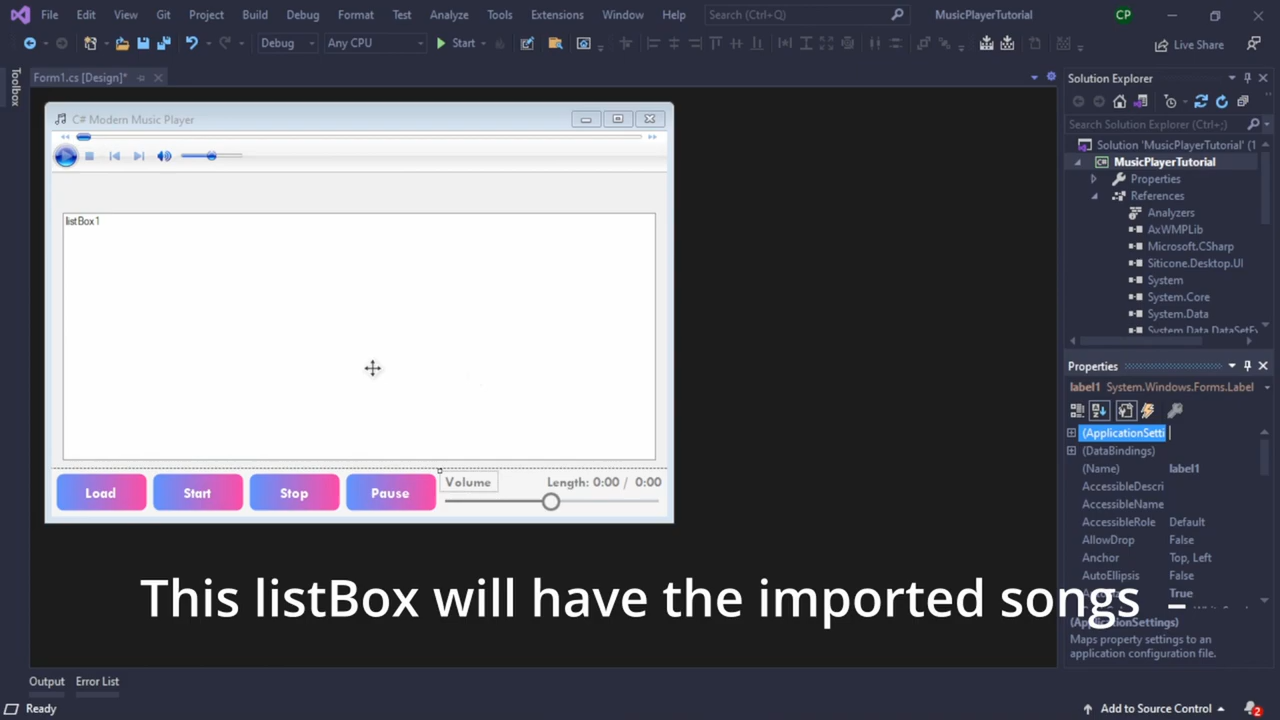 File Edit View Git Project Build Debug Format Test Analyze Tools Extensions Window Help Search (Ctrl+Q) MusicPlayerTutorial CP
Debug Any CPU Start Live Share
Toolbox
Form1.cs [Design]*
C# Modern Music Player
listBox1
Load Start Stop Pause Volume Length: 0:00 / 0:00
This listBox will have the imported songs -
Solution Explorer
Search Solution Explorer (Ctrl+;)
Solution 'MusicPlayerTutorial' (1
MusicPlayerTutorial
Properties
References
Analyzers
AxWMPLib
Microsoft.CSharp
Siticone.Desktop.UI
System
System.Core
System.Data
System.Data.DataSetEx
Properties
label1 System.Windows.Forms.Label
(ApplicationSetti
(DataBindings)
(Name) label1
AccessibleDescri
AccessibleName
AccessibleRole Default
AllowDrop False
Anchor Top, Left
AutoEllipsis False
True
(ApplicationSettings)
Maps property settings to an
application configuration file.
Output Error List
Ready Add to Source Control 2